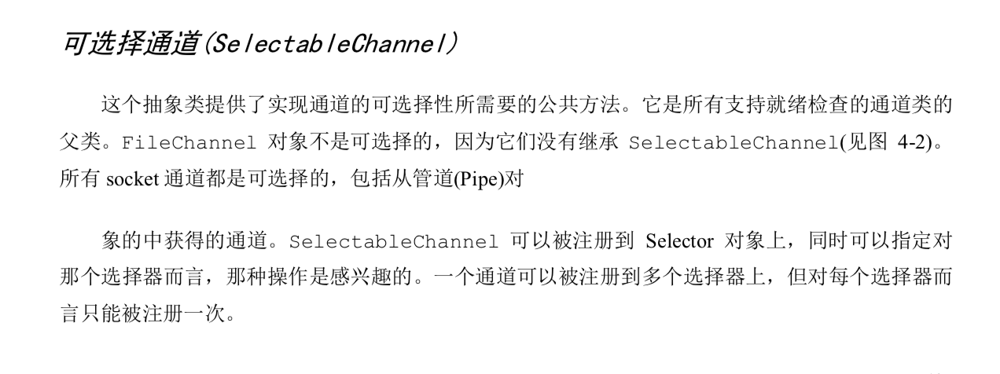 可选择通道(SelectableChannel)
这个抽象类提供了实现通道的可选择性所需要的公共方法。它是所有支持就绪检查的通道类的
父类。FileChannel 对象不是可选择的，因为它们没有继承 SelectableChannel(见图 4-2)。
所有 socket 通道都是可选择的，包括从管道(Pipe)对
象的中获得的通道。SelectableChannel 可以被注册到 Selector 对象上，同时可以指定对
那个选择器而言，那种操作是感兴趣的。一个通道可以被注册到多个选择器上，但对每个选择器而
言只能被注册一次。